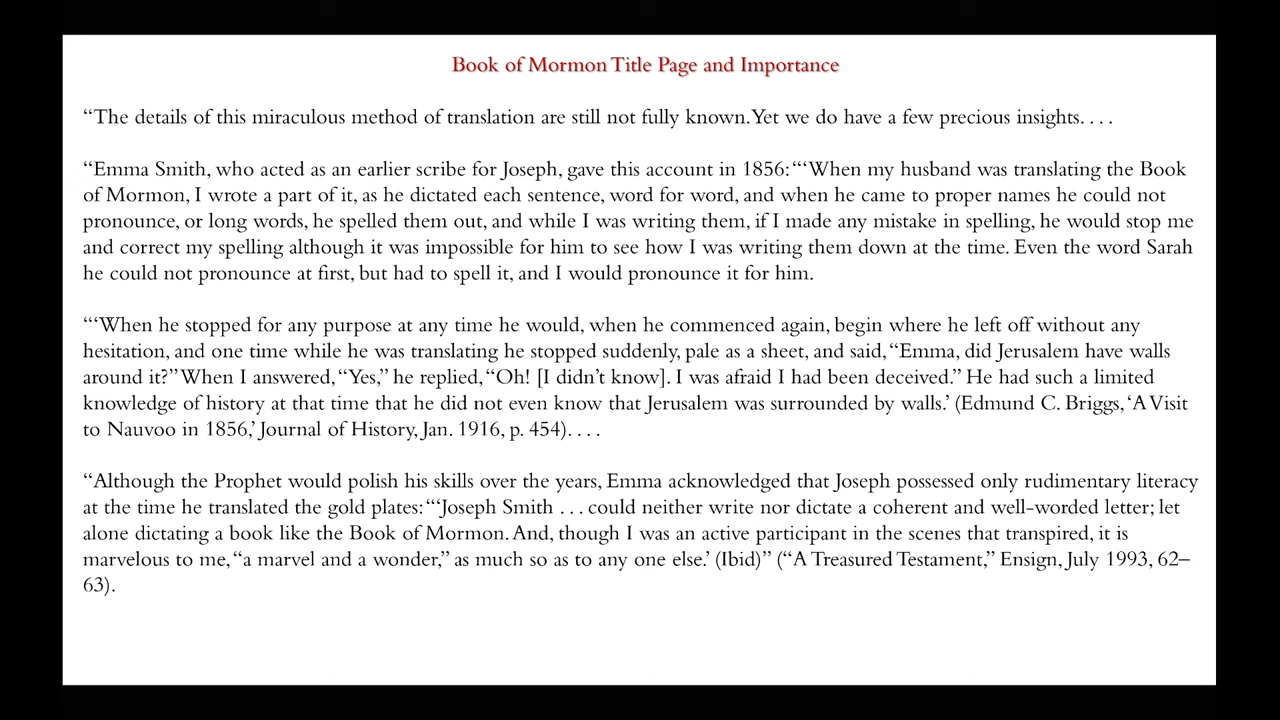 Book of Mormon Title Page and Importance
“The details of this miraculous method of translation are still not fully known. Yet we do have a few precious insights. . . .
“Emma Smith, who acted as an earlier scribe for Joseph, gave this account in 1856: “‘When my husband was translating the Book
of Mormon, I wrote a part of it, as he dictated each sentence, word for word, and when he came to proper names he could not
pronounce, or long words, he spelled them out, and while I was writing them, if I made any mistake in spelling, he would stop me
and correct my spelling although it was impossible for him to see how I was writing them down at the time. Even the word Sarah
he could not pronounce at first, but had to spell it, and I would pronounce it for him.
“‘When he stopped for any purpose at any time he would, when he commenced again, begin where he left off without any
hesitation, and one time while he was translating he stopped suddenly, pale as a sheet, and said, “Emma, did Jerusalem have walls
around it?” When I answered, “Yes,” he replied, “Oh! [I didn’t know]. I was afraid I had been deceived.” He had such a limited
knowledge of history at that time that he did not even know that Jerusalem was surrounded by walls.’ (Edmund C. Briggs, ‘A Visit
to Nauvoo in 1856,’ Journal of History, Jan. 1916, p. 454). . . .
“Although the Prophet would polish his skills over the years, Emma acknowledged that Joseph possessed only rudimentary literacy
at the time he translated the gold plates: “‘Joseph Smith . . . could neither write nor dictate a coherent and well-worded letter; let
alone dictating a book like the Book of Mormon. And, though I was an active participant in the scenes that transpired, it is
marvelous to me, “a marvel and a wonder,” as much so as to any one else.’ (Ibid)” (“A Treasured Testament,” Ensign, July 1993, 62–
63).